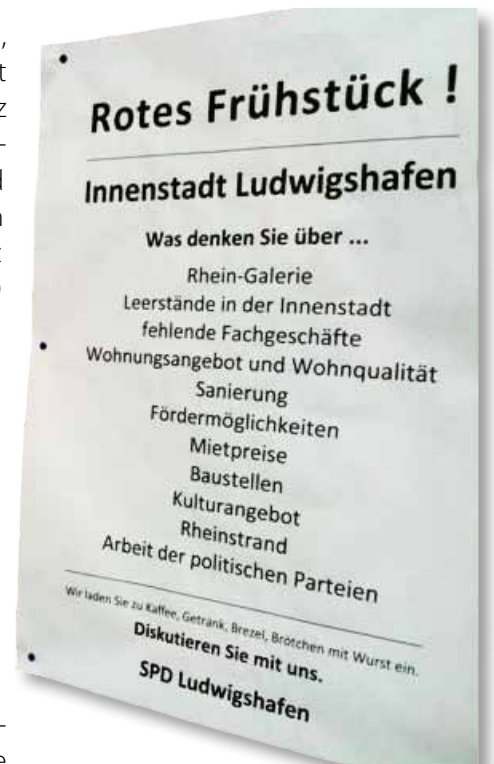 Rotes Frühstück !
Innenstadt Ludwigshafen
Was denken Sie über ...
Rhein-Galerie
Leerstände in der Innenstadt
fehlende Fachgeschäfte
Wohnungsangebot und Wohnqualität
Sanierung
Fördermöglichkeiten
Mietpreise
Baustellen
Kulturangebot
Rheinstrand
Arbeit der politischen Parteien
Wir laden Sie zu Kaffee, Getränk, Brezel, Brötchen mit Wurst ein.
Diskutieren Sie mit uns.
SPD Ludwigshafen